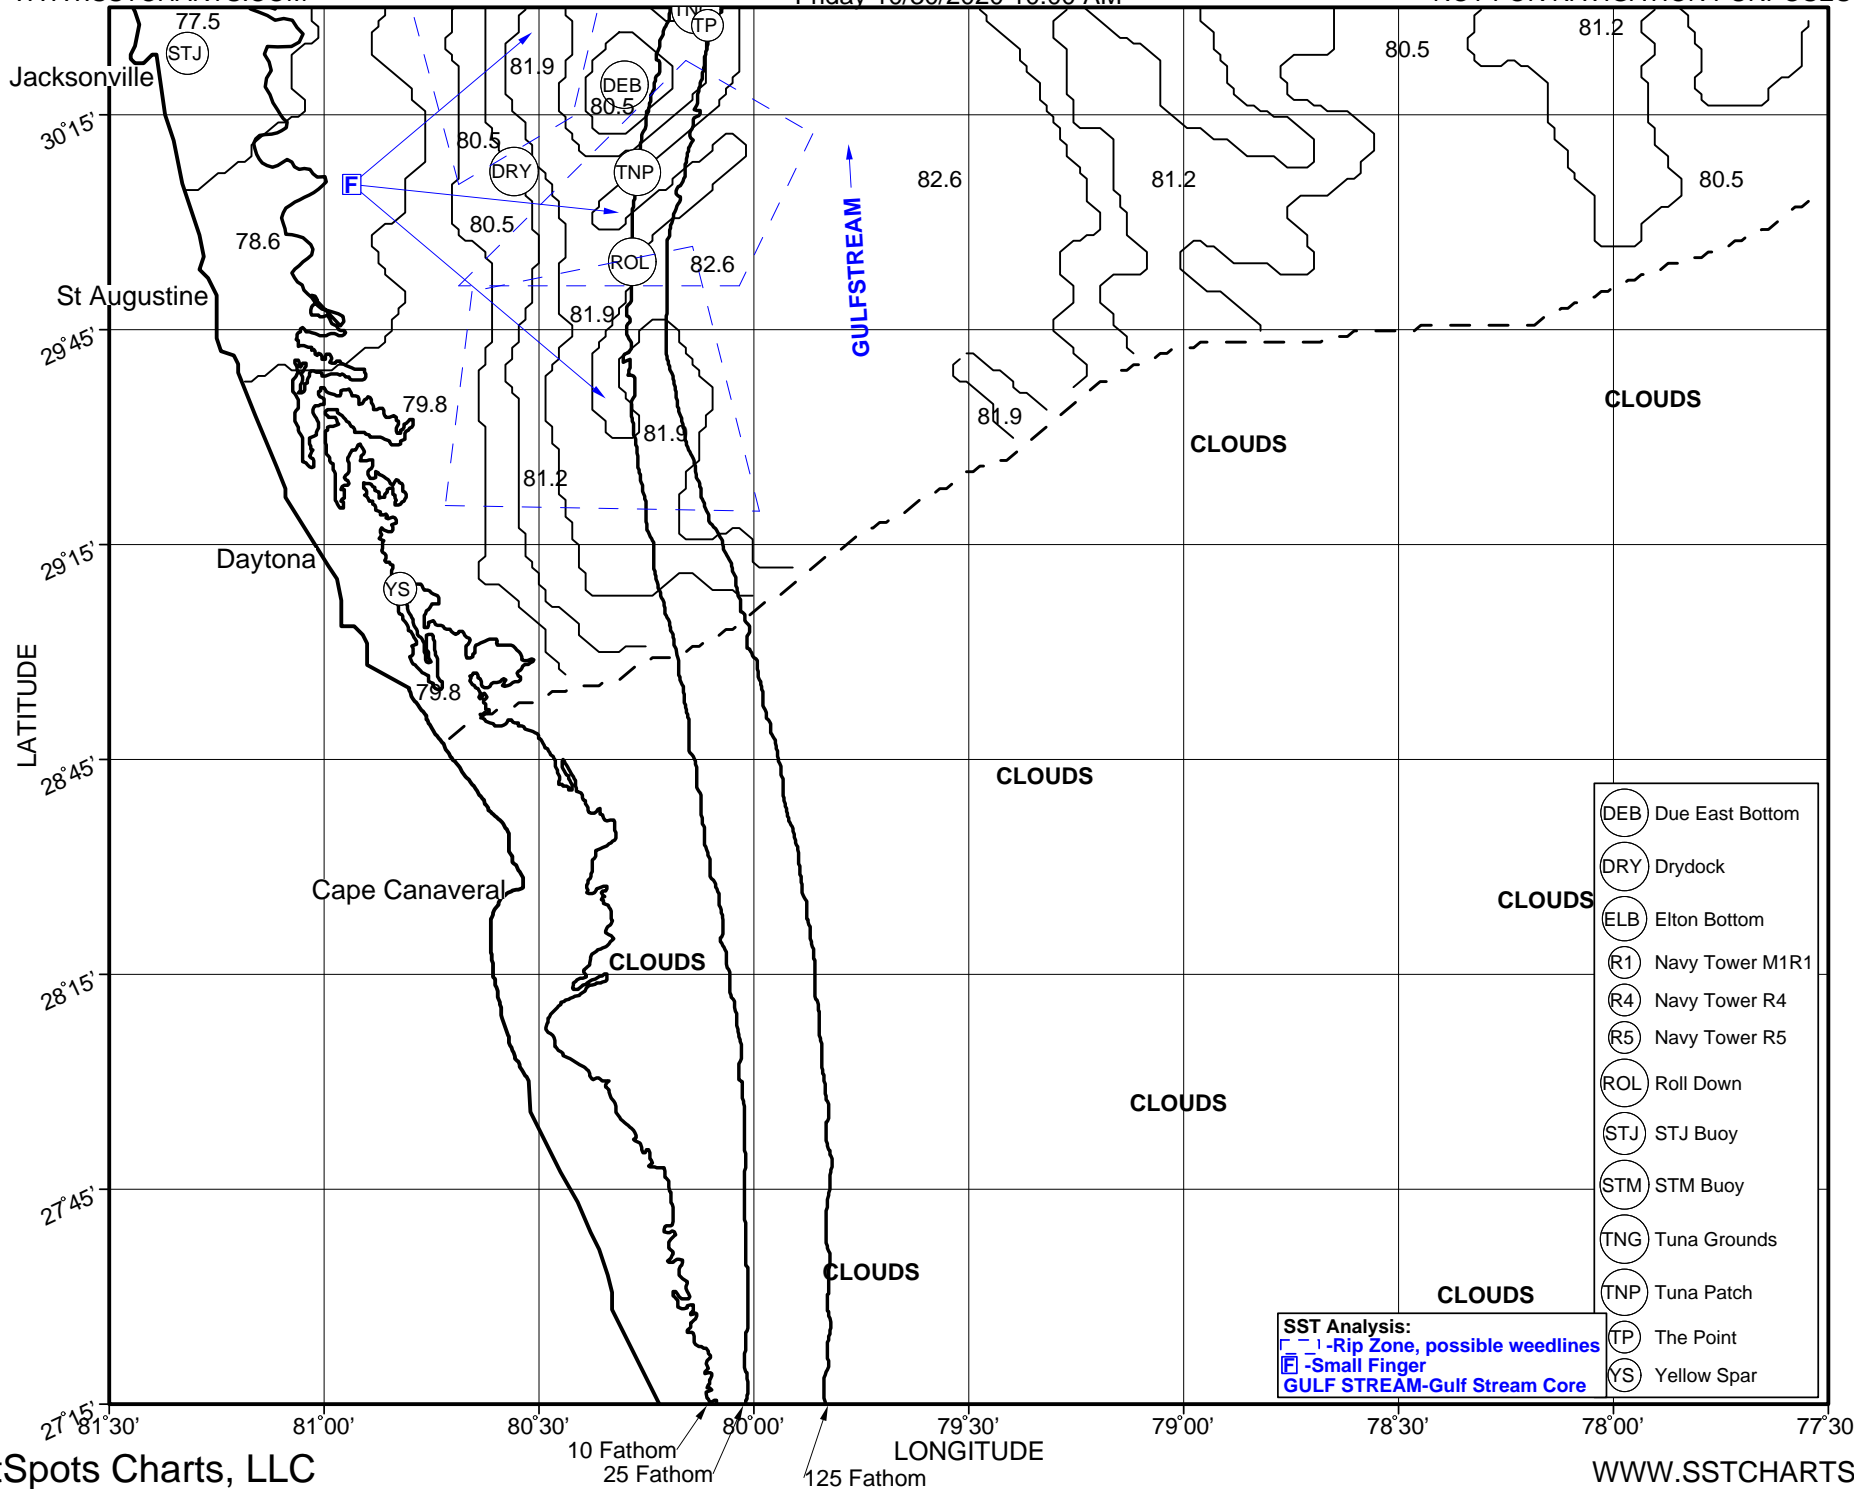 77.5
STJ
Jacksonville
81.9
DEB
80.5
TP
80.5
81.2
30°15'
80.5
DRY
TNP
F
82.6
81.2
80.5
78.6
80.5
ROL
82.6
GULFSTREAM
St Augustine
81.9
29°45'
79.8
81.9
81.9
CLOUDS
CLOUDS
81.2
29°15'
Daytona
YS
79.8
LATITUDE
28°45'
CLOUDS
Cape Canaveral
CLOUDS
CLOUDS
28°15'
CLOUDS
27°45'
CLOUDS
CLOUDS
27°15'
DEB Due East Bottom
DRY Drydock
ELB Elton Bottom
R1 Navy Tower M1R1
R4 Navy Tower R4
R5 Navy Tower R5
ROL Roll Down
STJ STJ Buoy
STM STM Buoy
TNG Tuna Grounds
TNP Tuna Patch
TP The Point
YS Yellow Spar
SST Analysis:
-Rip Zone, possible weedlines
F -Small Finger
GULF STREAM-Gulf Stream Core
81°30' 81°00' 80°30' 80°00' 79°30' 79°00' 78°30' 78°00' 77°30
LONGITUDE
10 Fathom
25 Fathom
125 Fathom
tSpots Charts, LLC
WWW.SSTCHARTS